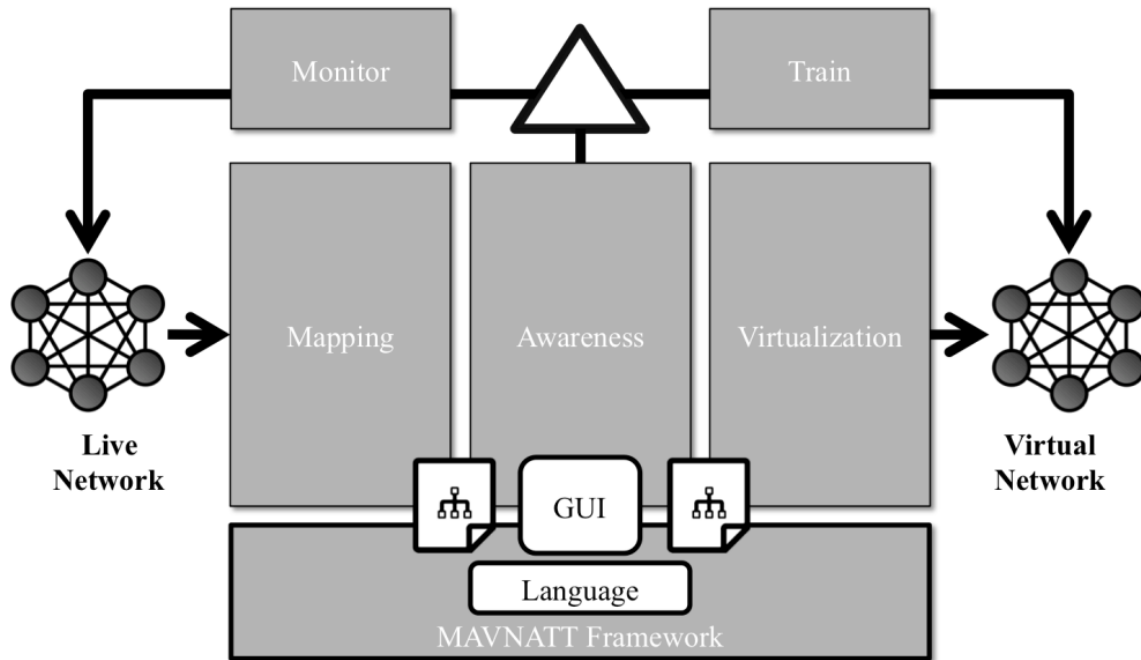 Monitor
Train
Mapping
Awareness
Virtualization
Live
Network
Virtual
Network
GUI
Language
MAVNATT Framework